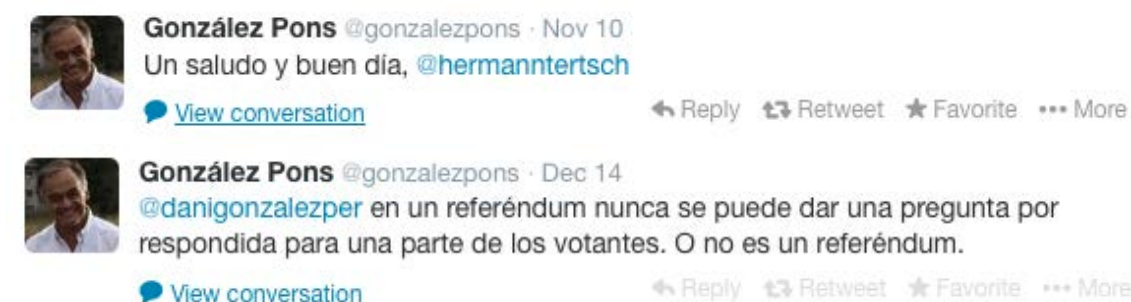 González Pons @gonzalezpons · Nov 10
Un saludo y buen día, @hermanntertsch
View conversation Reply Retweet Favorite More
González Pons @gonzalezpons · Dec 14
@danigonzalezper en un referéndum nunca se puede dar una pregunta por
respondida para una parte de los votantes. O no es un referéndum.
View conversation Reply Retweet Favorite More